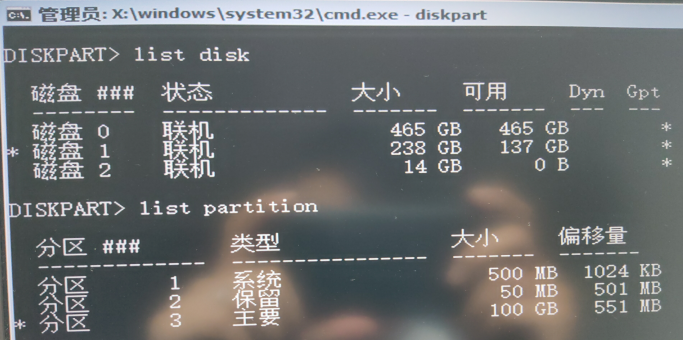 管理员: X:\windows\system32\cmd.exe - diskpart
DISKPART> list disk
磁盘 ### 状态 大小 可用 Dyn Gpt
-------- ------------- ------- ------- --- ---
磁盘 0 联机 465 GB 465 GB *
* 磁盘 1 联机 238 GB 137 GB *
磁盘 2 联机 14 GB 0 B *
DISKPART> list partition
分区 ### 类型 大小 偏移量
------------- ---------------- ------- -------
分区 1 系统 500 MB 1024 KB
分区 2 保留 50 MB 501 MB
* 分区 3 主要 100 GB 551 MB